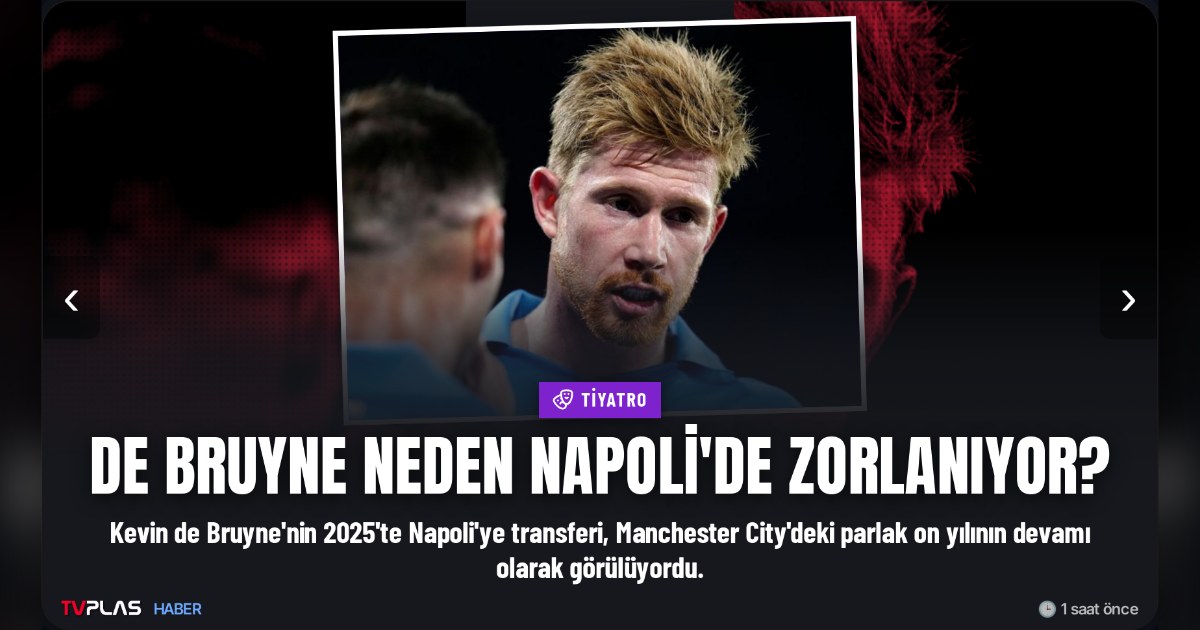 TİYATRO
DE BRUYNE NEDEN NAPOLİ'DE ZORLANIYOR?
Kevin de Bruyne'nin 2025'te Napoli'ye transferi, Manchester City'deki parlak on yılının devamı
olarak görülüyordu.
TVPLAS HABER
1 saat önce